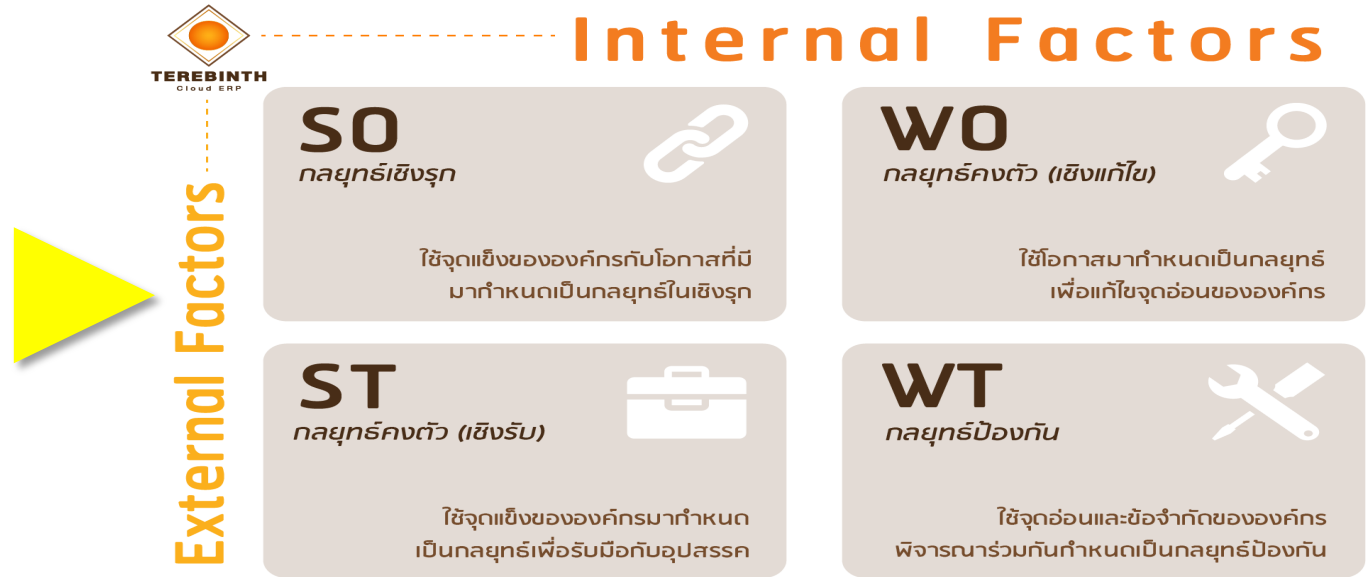 Internal Factors
TEREBINTH
Cloud ERP
External Factors
SO
กลยุทธ์เชิงรุก
ใช้จุดแข็งขององค์กรกับโอกาสที่มี
มากำหนดเป็นกลยุทธ์ในเชิงรุก
WO
กลยุทธ์คงตัว (เชิงแก้ไข)
ใช้โอกาสมากำหนดเป็นกลยุทธ์
เพื่อแก้ไขจุดอ่อนขององค์กร
ST
กลยุทธ์คงตัว (เชิงรับ)
ใช้จุดแข็งขององค์กรมากำหนด
เป็นกลยุทธ์เพื่อรับมือกับอุปสรรค
WT
กลยุทธ์ป้องกัน
ใช้จุดอ่อนและข้อจำกัดขององค์กร
พิจารณาร่วมกันกำหนดเป็นกลยุทธ์ป้องกัน